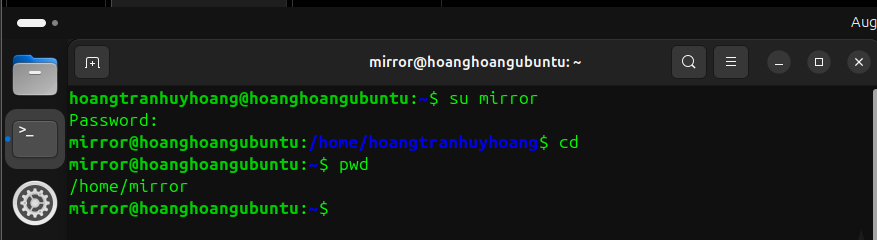 Aug
mirror@hoanghoangubuntu: ~
hoangtranhuyhoang@hoanghoangubuntu:~$ su mirror
Password:
mirror@hoanghoangubuntu:/home/hoangtranhuyhoang$ cd
mirror@hoanghoangubuntu:~$ pwd
/home/mirror
mirror@hoanghoangubuntu:~$
>_